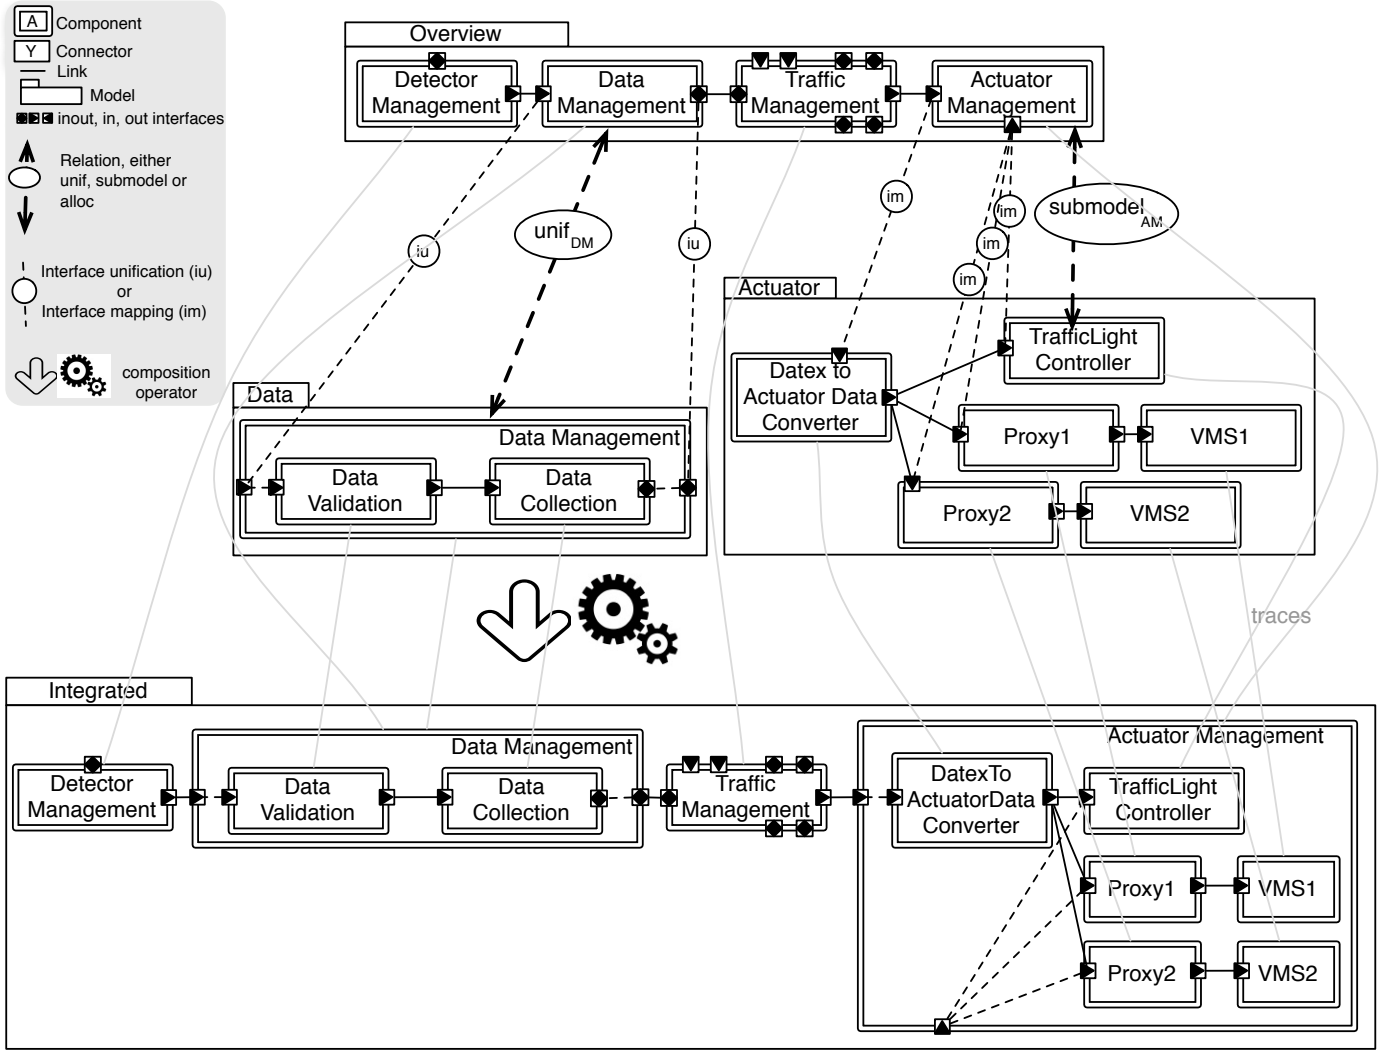 A
Component
Y
Connector
Link
Model
inout, in, out interfaces
Relation, either
unif, submodel or
alloc
Interface unification (iu)
or
Interface mapping (im)
composition
operator
Overview
Detector
Management
Data
Management
Traffic
Management
Actuator
Management
iu
unif DM
iu
im
im
im
im
submodel AM
Data
Data Management
Data
Validation
Data
Collection
Actuator
Datex to
Actuator Data
Converter
TrafficLight
Controller
Proxy1
VMS1
Proxy2
VMS2
traces
Integrated
Detector
Management
Data Management
Data
Validation
Data
Collection
Traffic
Management
Actuator Management
DatexTo
ActuatorData
Converter
TrafficLight
Controller
Proxy1
VMS1
Proxy2
VMS2